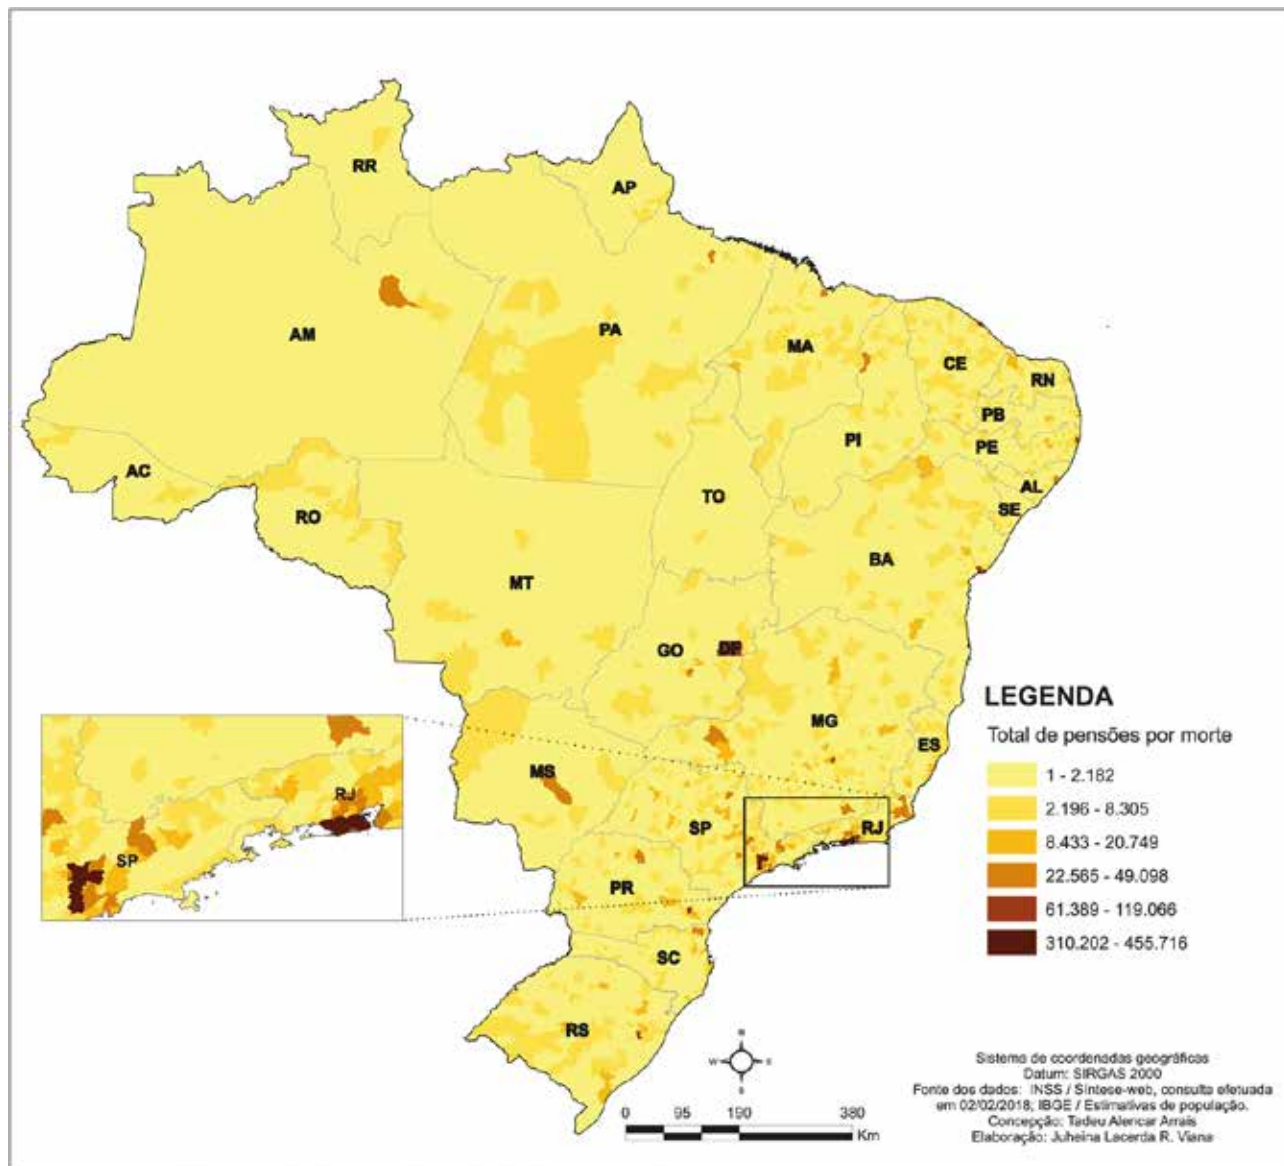 RR
AP
AM
PA
MA
CE
RN
PB
PE
PI
AL
SE
AC
TO
RO
BA
MT
GO
DF
MG
ES
MS
SP
RJ
PR
SC
RS
RJ
SP
LEGENDA
Total de pensões por morte
1 - 2.182
2.196 - 8.305
8.433 - 20.749
22.565 - 49.098
61.389 - 119.066
310.202 - 455.716
N
W
E
S
0 95 190 380
Km
Sistema de coordenadas geográficas
Datum: SIRGAS 2000
Fonte dos dados: INSS / Síntese-web, consulta efetuada
em 02/02/2018; IBGE / Estimativas de população.
Concepção: Tadeu Alencar Arrais
Elaboração: Juheina Lacerda R. Viana